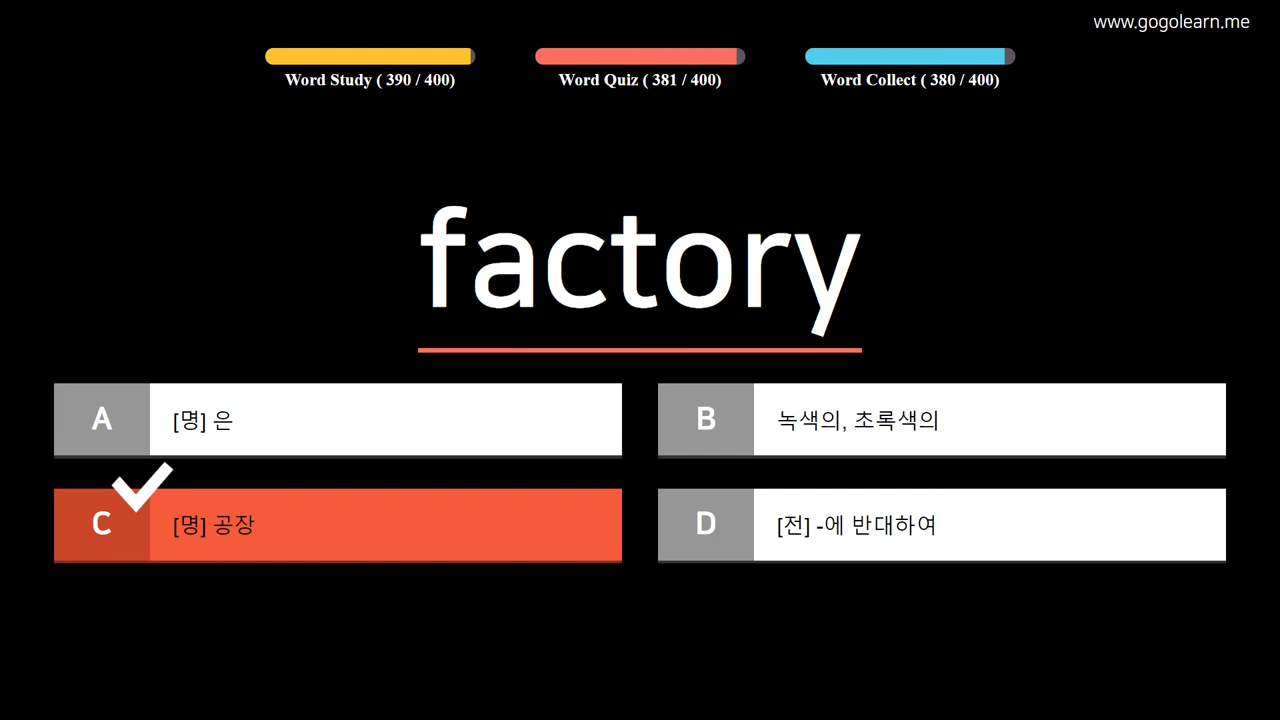 www.gogolearn.me
Word Study ( 390 / 400)
Word Quiz ( 381 / 400)
Word Collect ( 380 / 400)
factory
A
[명] 은
B
녹색의, 초록색의
C
[명] 공장
D
[전] -에 반대하여